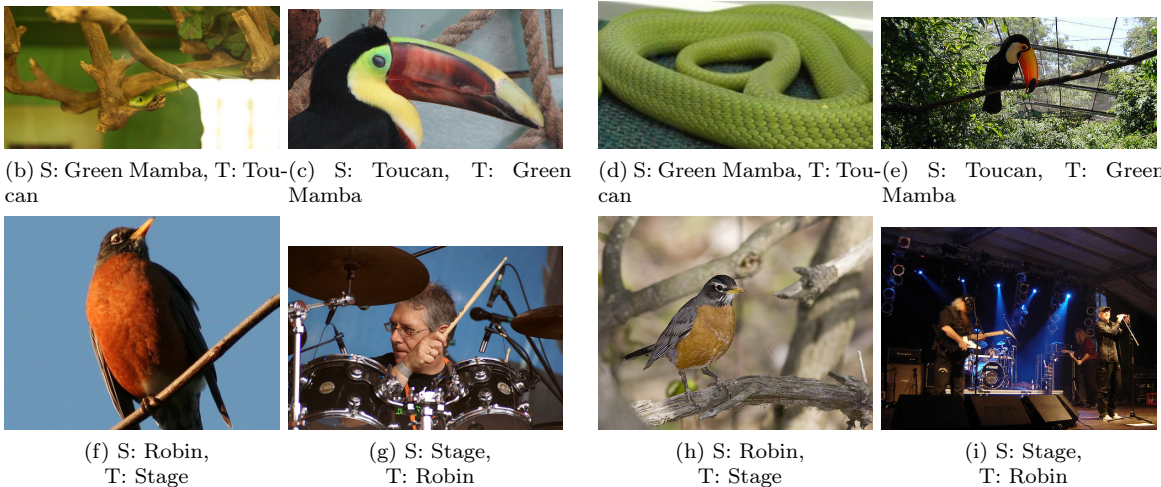 (b) S: Green Mamba, T: Tou-
can
(c) S: Toucan, T: Green
Mamba
(d) S: Green Mamba, T: Tou-
can
(e) S: Toucan, T: Green
Mamba
(f) S: Robin,
T: Stage
(g) S: Stage,
T: Robin
(h) S: Robin,
T: Stage
(i) S: Stage,
T: Robin